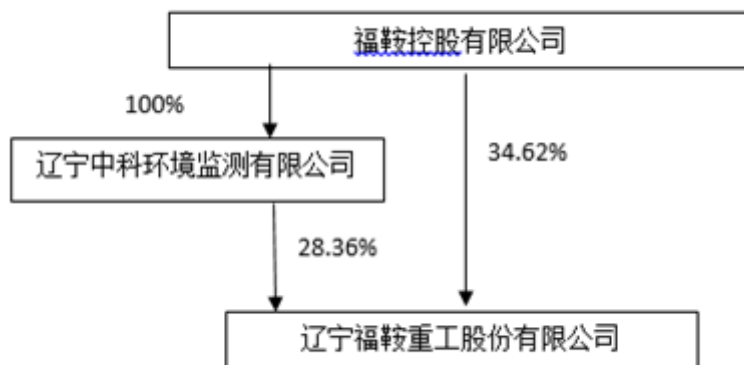 福鞍控股有限公司
100%
辽宁中科环境监测有限公司
34.62%
28.36%
辽宁福鞍重工股份有限公司